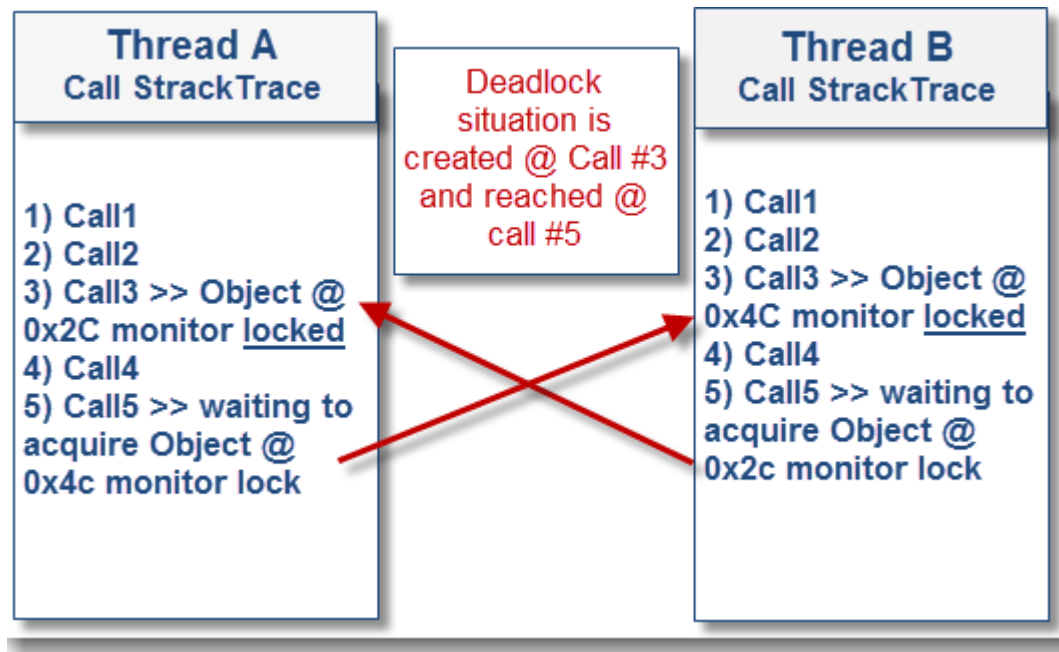 Thread A
Call StrackTrace
1) Call1
2) Call2
3) Call3 >> Object @
0x2C monitor locked
4) Call4
5) Call5 >> waiting to
acquire Object @
0x4c monitor lock
Deadlock
situation is
created @ Call #3
and reached @
call #5
Thread B
Call StrackTrace
1) Call1
2) Call2
3) Call3 >> Object @
0x4C monitor locked
4) Call4
5) Call5 >> waiting to
acquire Object @
0x2c monitor lock